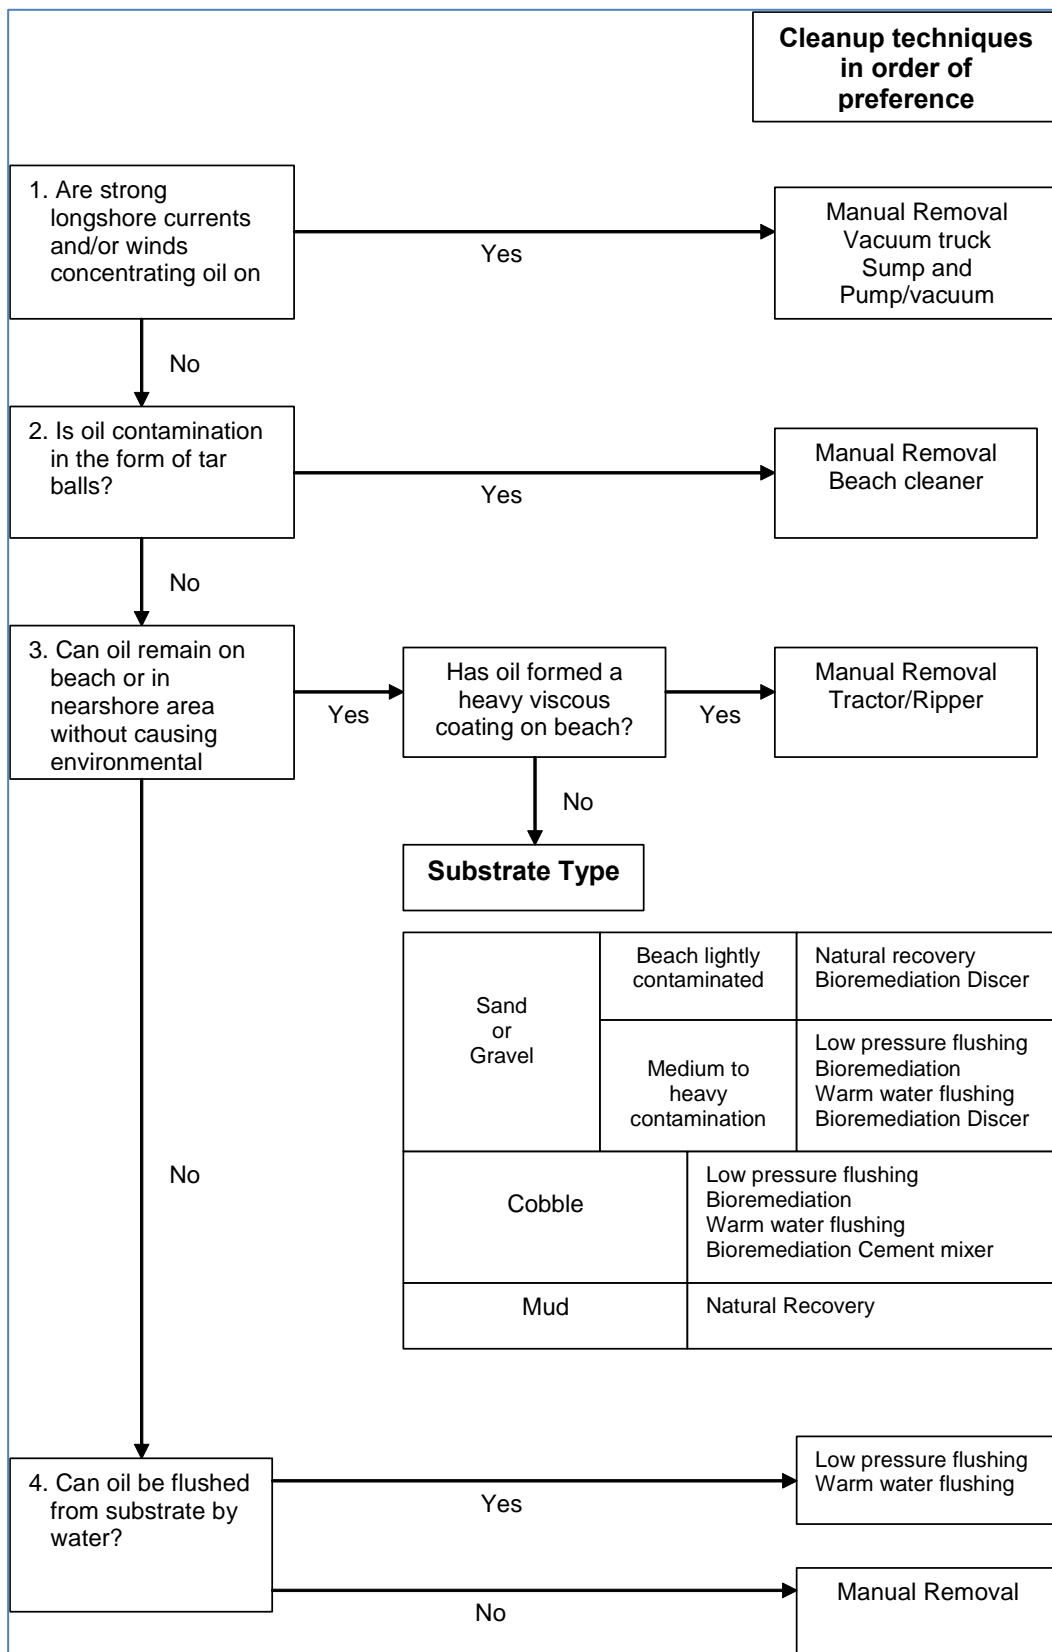 Cleanup techniques
in order of
preference
1. Are strong
longshore currents
and/or winds
concentrating oil on
Yes
Manual Removal
Vacuum truck
Sump and
Pump/vacuum
No
2. Is oil contamination
in the form of tar
balls?
Yes
Manual Removal
Beach cleaner
No
3. Can oil remain on
beach or in
nearshore area
without causing
environmental
Yes
Has oil formed a
heavy viscous
coating on beach?
Yes
Manual Removal
Tractor/Ripper
No
Substrate Type
Sand
or
Gravel
Beach lightly
contaminated
Natural recovery
Bioremediation Discer
Medium to
heavy
contamination
Low pressure flushing
Bioremediation
Warm water flushing
Bioremediation Discer
Cobble
Low pressure flushing
Bioremediation
Warm water flushing
Bioremediation Cement mixer
Mud
Natural Recovery
No
4. Can oil be flushed
from substrate by
water?
Yes
Low pressure flushing
Warm water flushing
No
Manual Removal